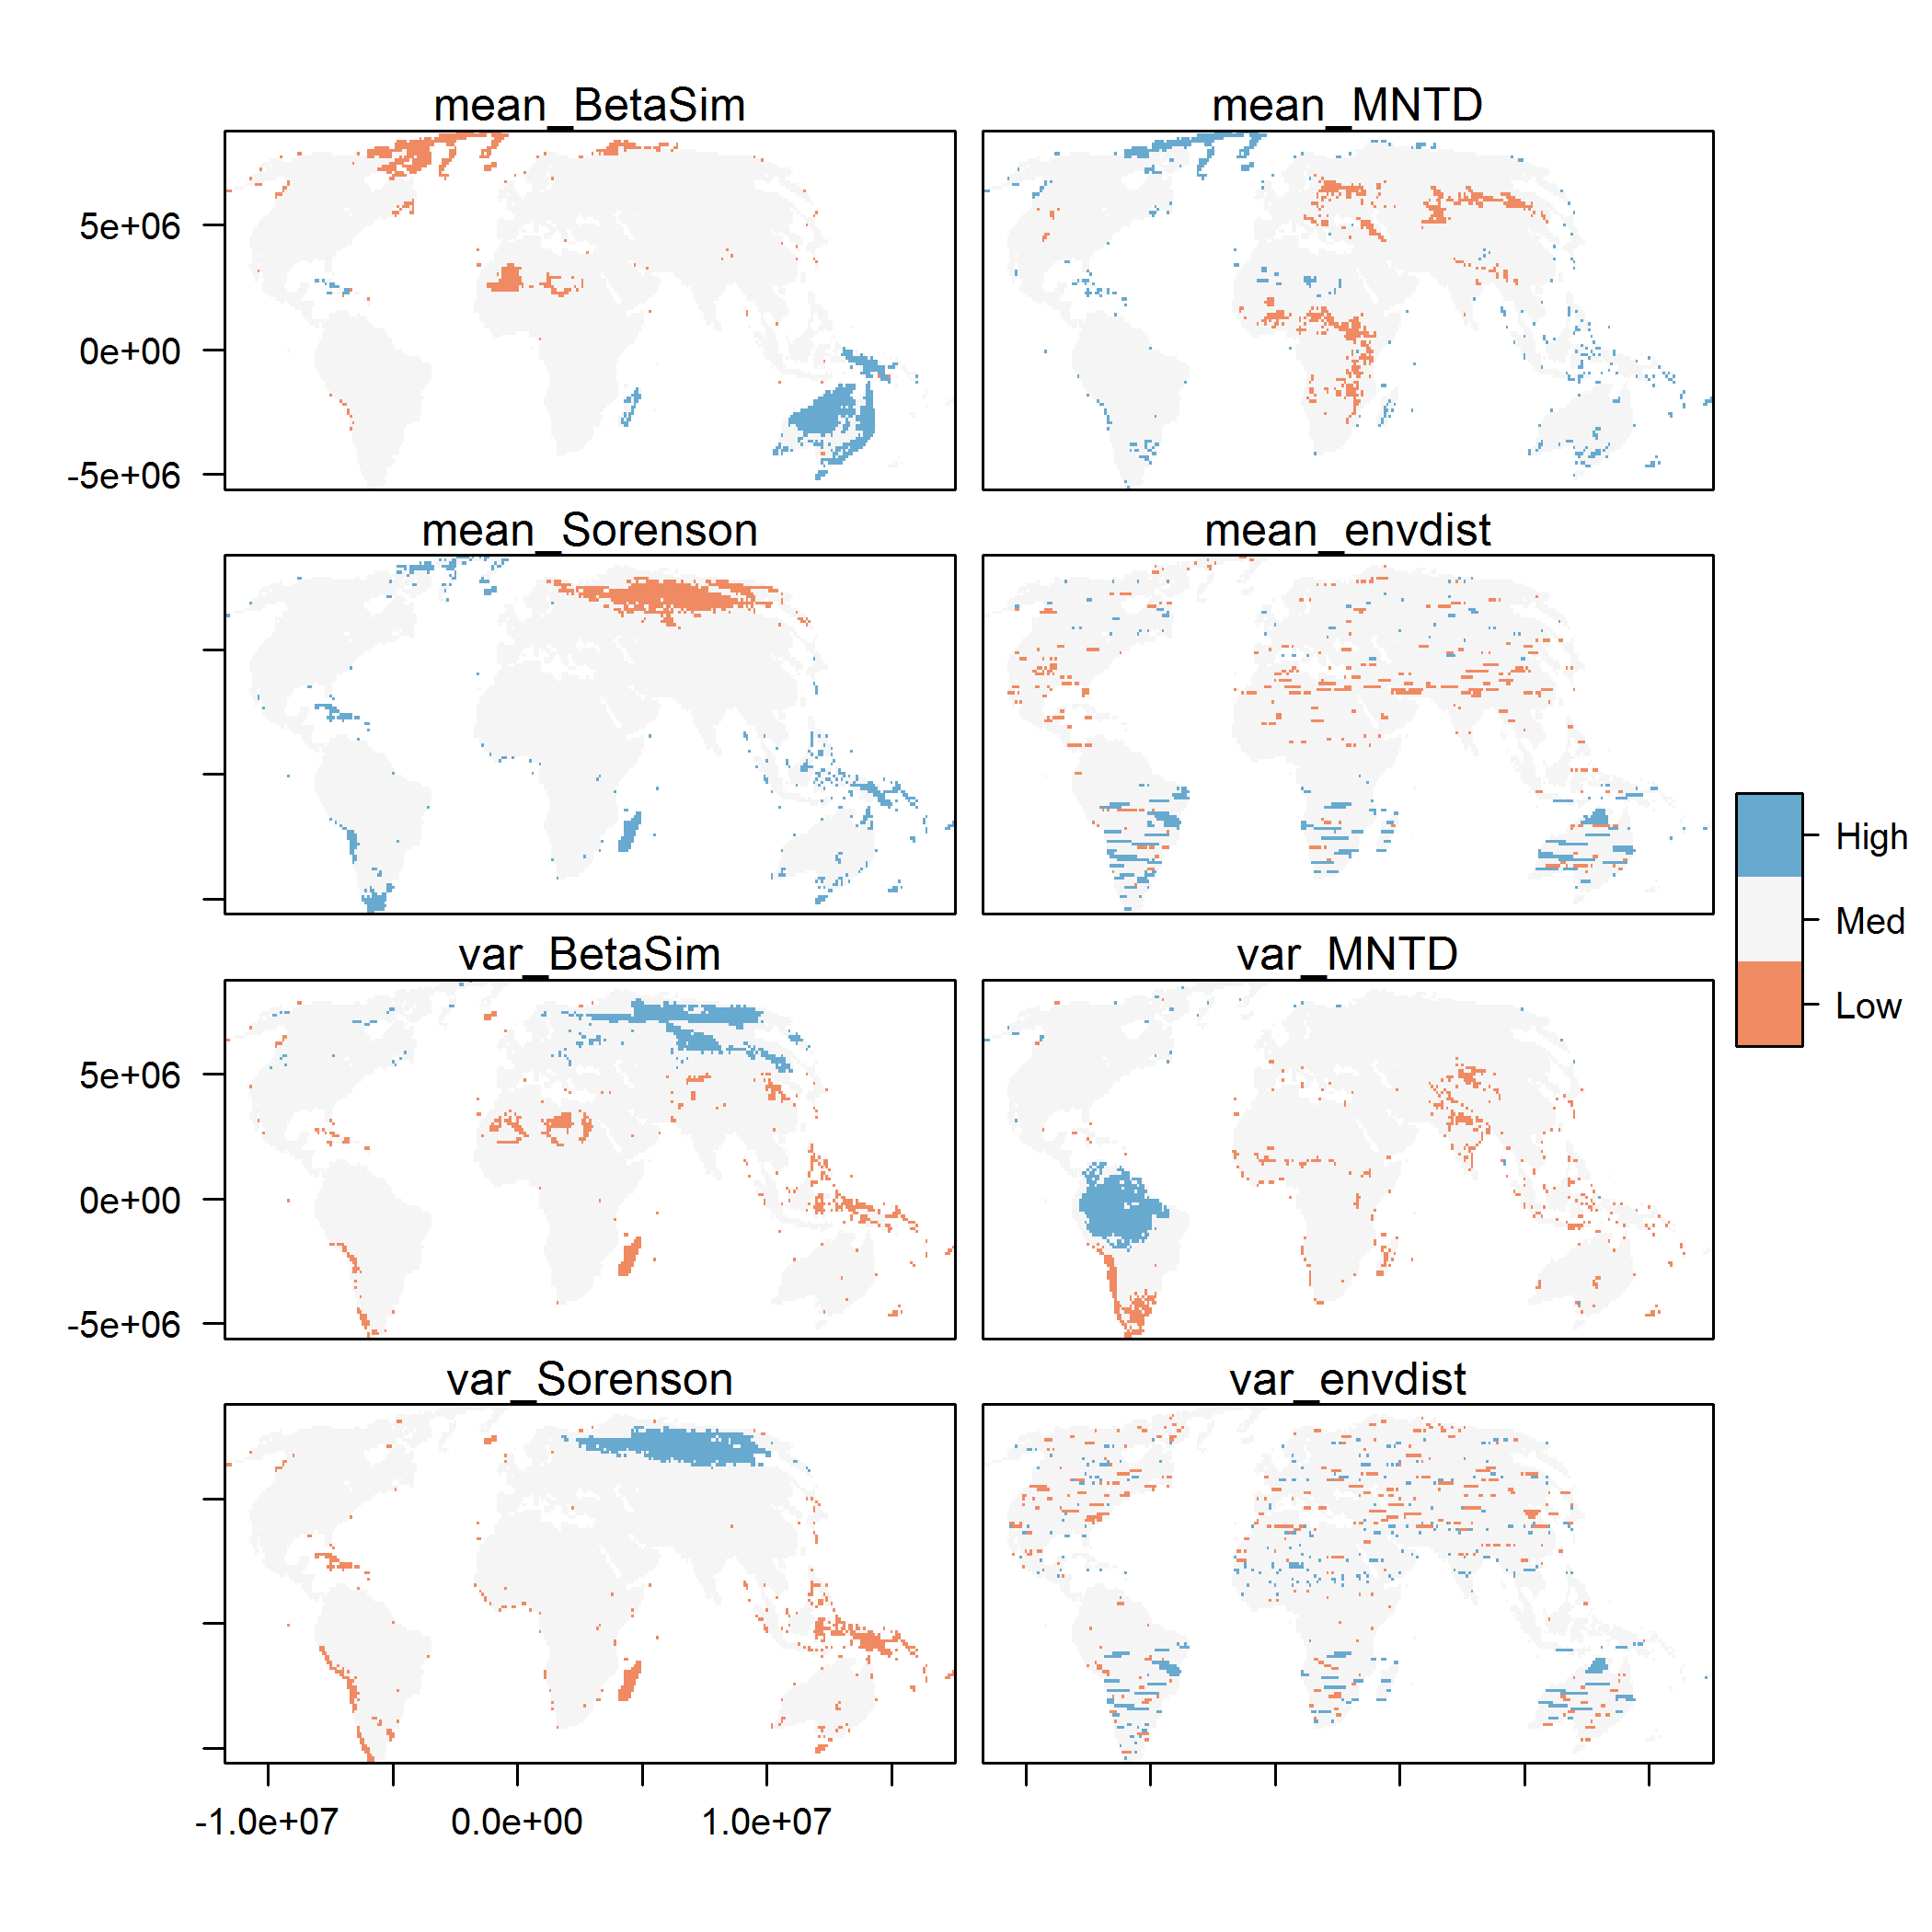 mean_BetaSim
mean_MNTD
5e+06
0e+00
-5e+06
mean_Sorenson
mean_envdist
High
Med
Low
var_BetaSim
var_MNTD
5e+06
0e+00
-5e+06
var_Sorenson
var_envdist
-1.0e+07
0.0e+00
1.0e+07